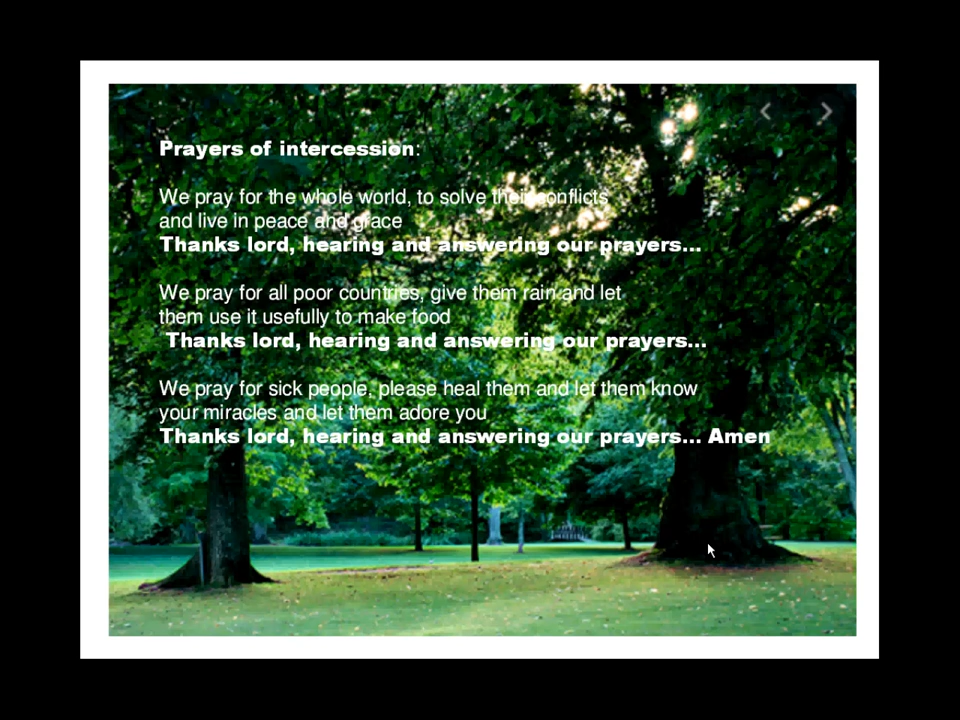 Prayers of intercession:
We pray for the whole world, to solve their conflicts
and live in peace and grace
Thanks lord, hearing and answering our prayers...
We pray for all poor countries, give them rain and let
them use it usefully to make food
Thanks lord, hearing and answering our prayers...
We pray for sick people, please heal them and let them know
your miracles and let them adore you
Thanks lord, hearing and answering our prayers... Amen